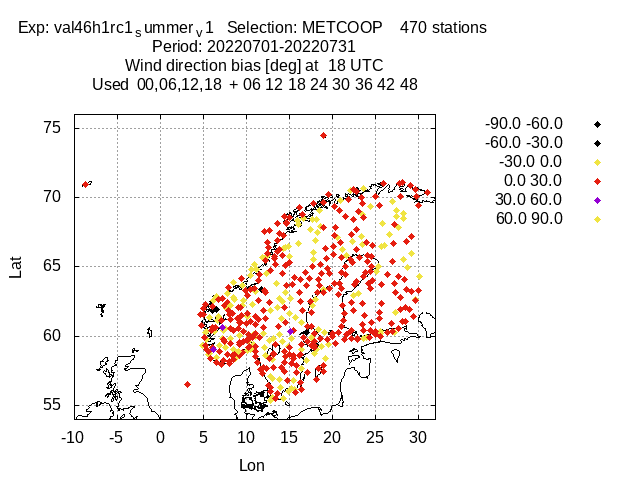 Exp: val46h1rc1summerv1 Selection: METCOOP 470 stations
Period: 20220701-20220731
Wind direction bias [deg] at 18 UTC
Used 00,06,12,18 + 06 12 18 24 30 36 42 48
-90.0 -60.0
-60.0 -30.0
-30.0 0.0
0.0 30.0
30.0 60.0
60.0 90.0
75
70
65
60
55
Lat
-10 -5 0 5 10 15 20 25 30
Lon